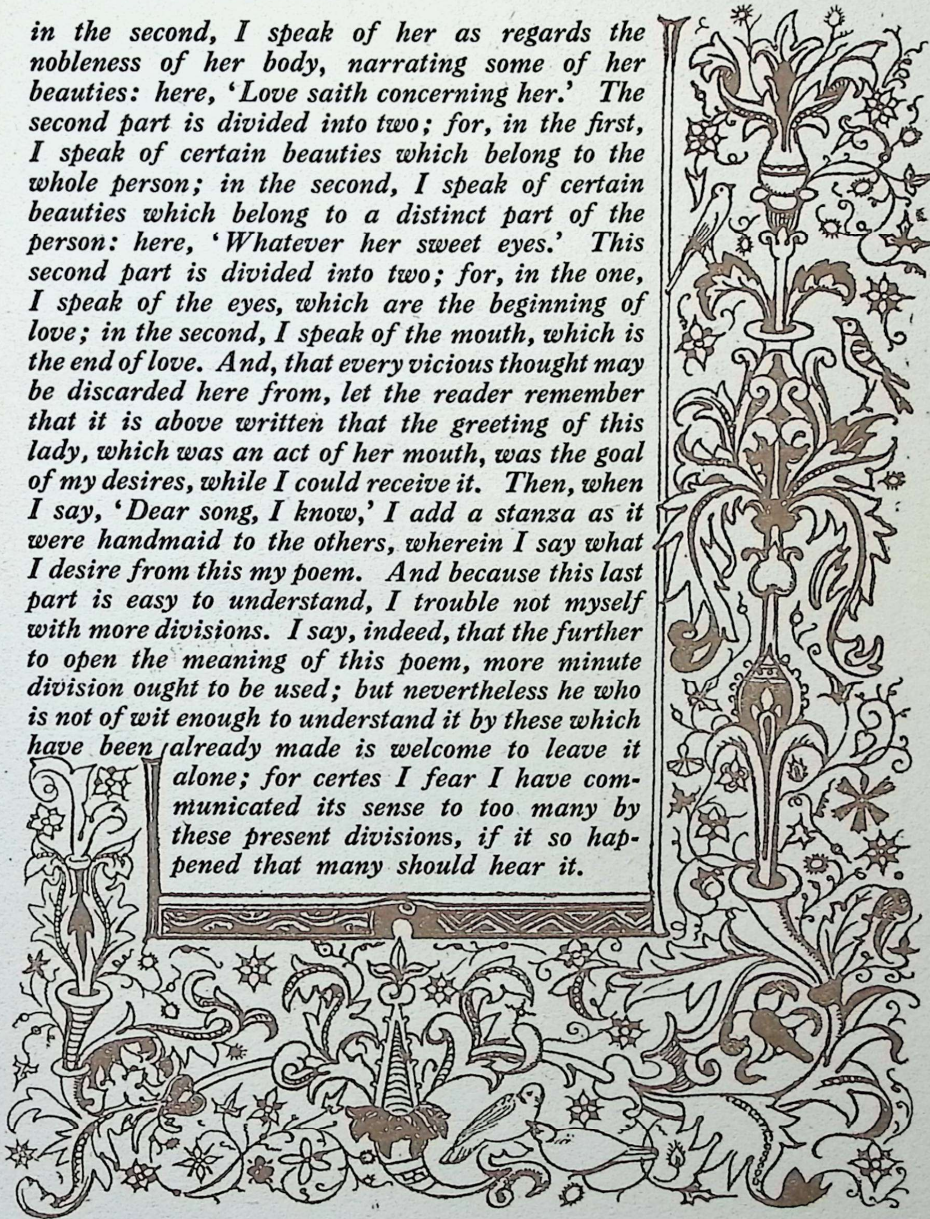 in the second, I speak of her as regards the
nobleness of her body, narrating some of her
beauties: here, ‘Love saith concerning her.’ The
second part is divided into two; for, in the first,
I speak of certain beauties which belong to the
whole person; in the second, I speak of certain
beauties which belong to a distinct part of the
person: here, ‘Whatever her sweet eyes.’ This
second part is divided into two; for, in the one,
I speak of the eyes, which are the beginning of
love; in the second, I speak of the mouth, which is
the end of love. And, that every vicious thought may
be discarded here from, let the reader remember
that it is above written that the greeting of this
lady, which was an act of her mouth, was the goal
of my desires, while I could receive it. Then, when
I say, ‘Dear song, I know,’ I add a stanza as it
were handmaid to the others, wherein I say what
I desire from this my poem. And because this last
part is easy to understand, I trouble not myself
with more divisions. I say, indeed, that the further
to open the meaning of this poem, more minute
division ought to be used; but nevertheless he who
is not of wit enough to understand it by these which
have been already made is welcome to leave it
alone; for certes I fear I have com-
municated its sense to too many by
these present divisions, if it so hap-
pened that many should hear it.